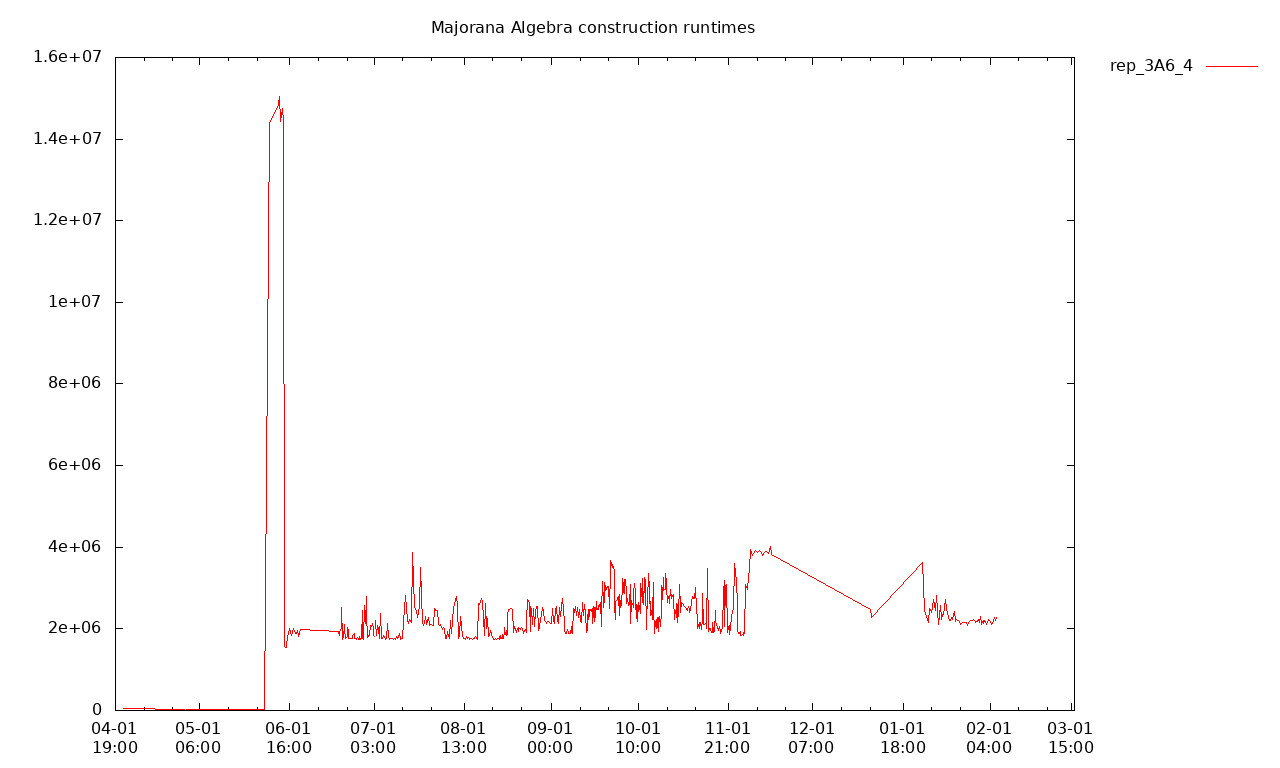 Majorana Algebra construction runtimes
rep_3A6_4
1.6e+07
1.4e+07
1.2e+07
1e+07
8e+06
6e+06
4e+06
2e+06
0
04-01 05-01 06-01 07-01 08-01 09-01 10-01 11-01 12-01 01-01 02-01 03-01
19:00 06:00 16:00 03:00 13:00 00:00 10:00 21:00 07:00 18:00 04:00 15:00